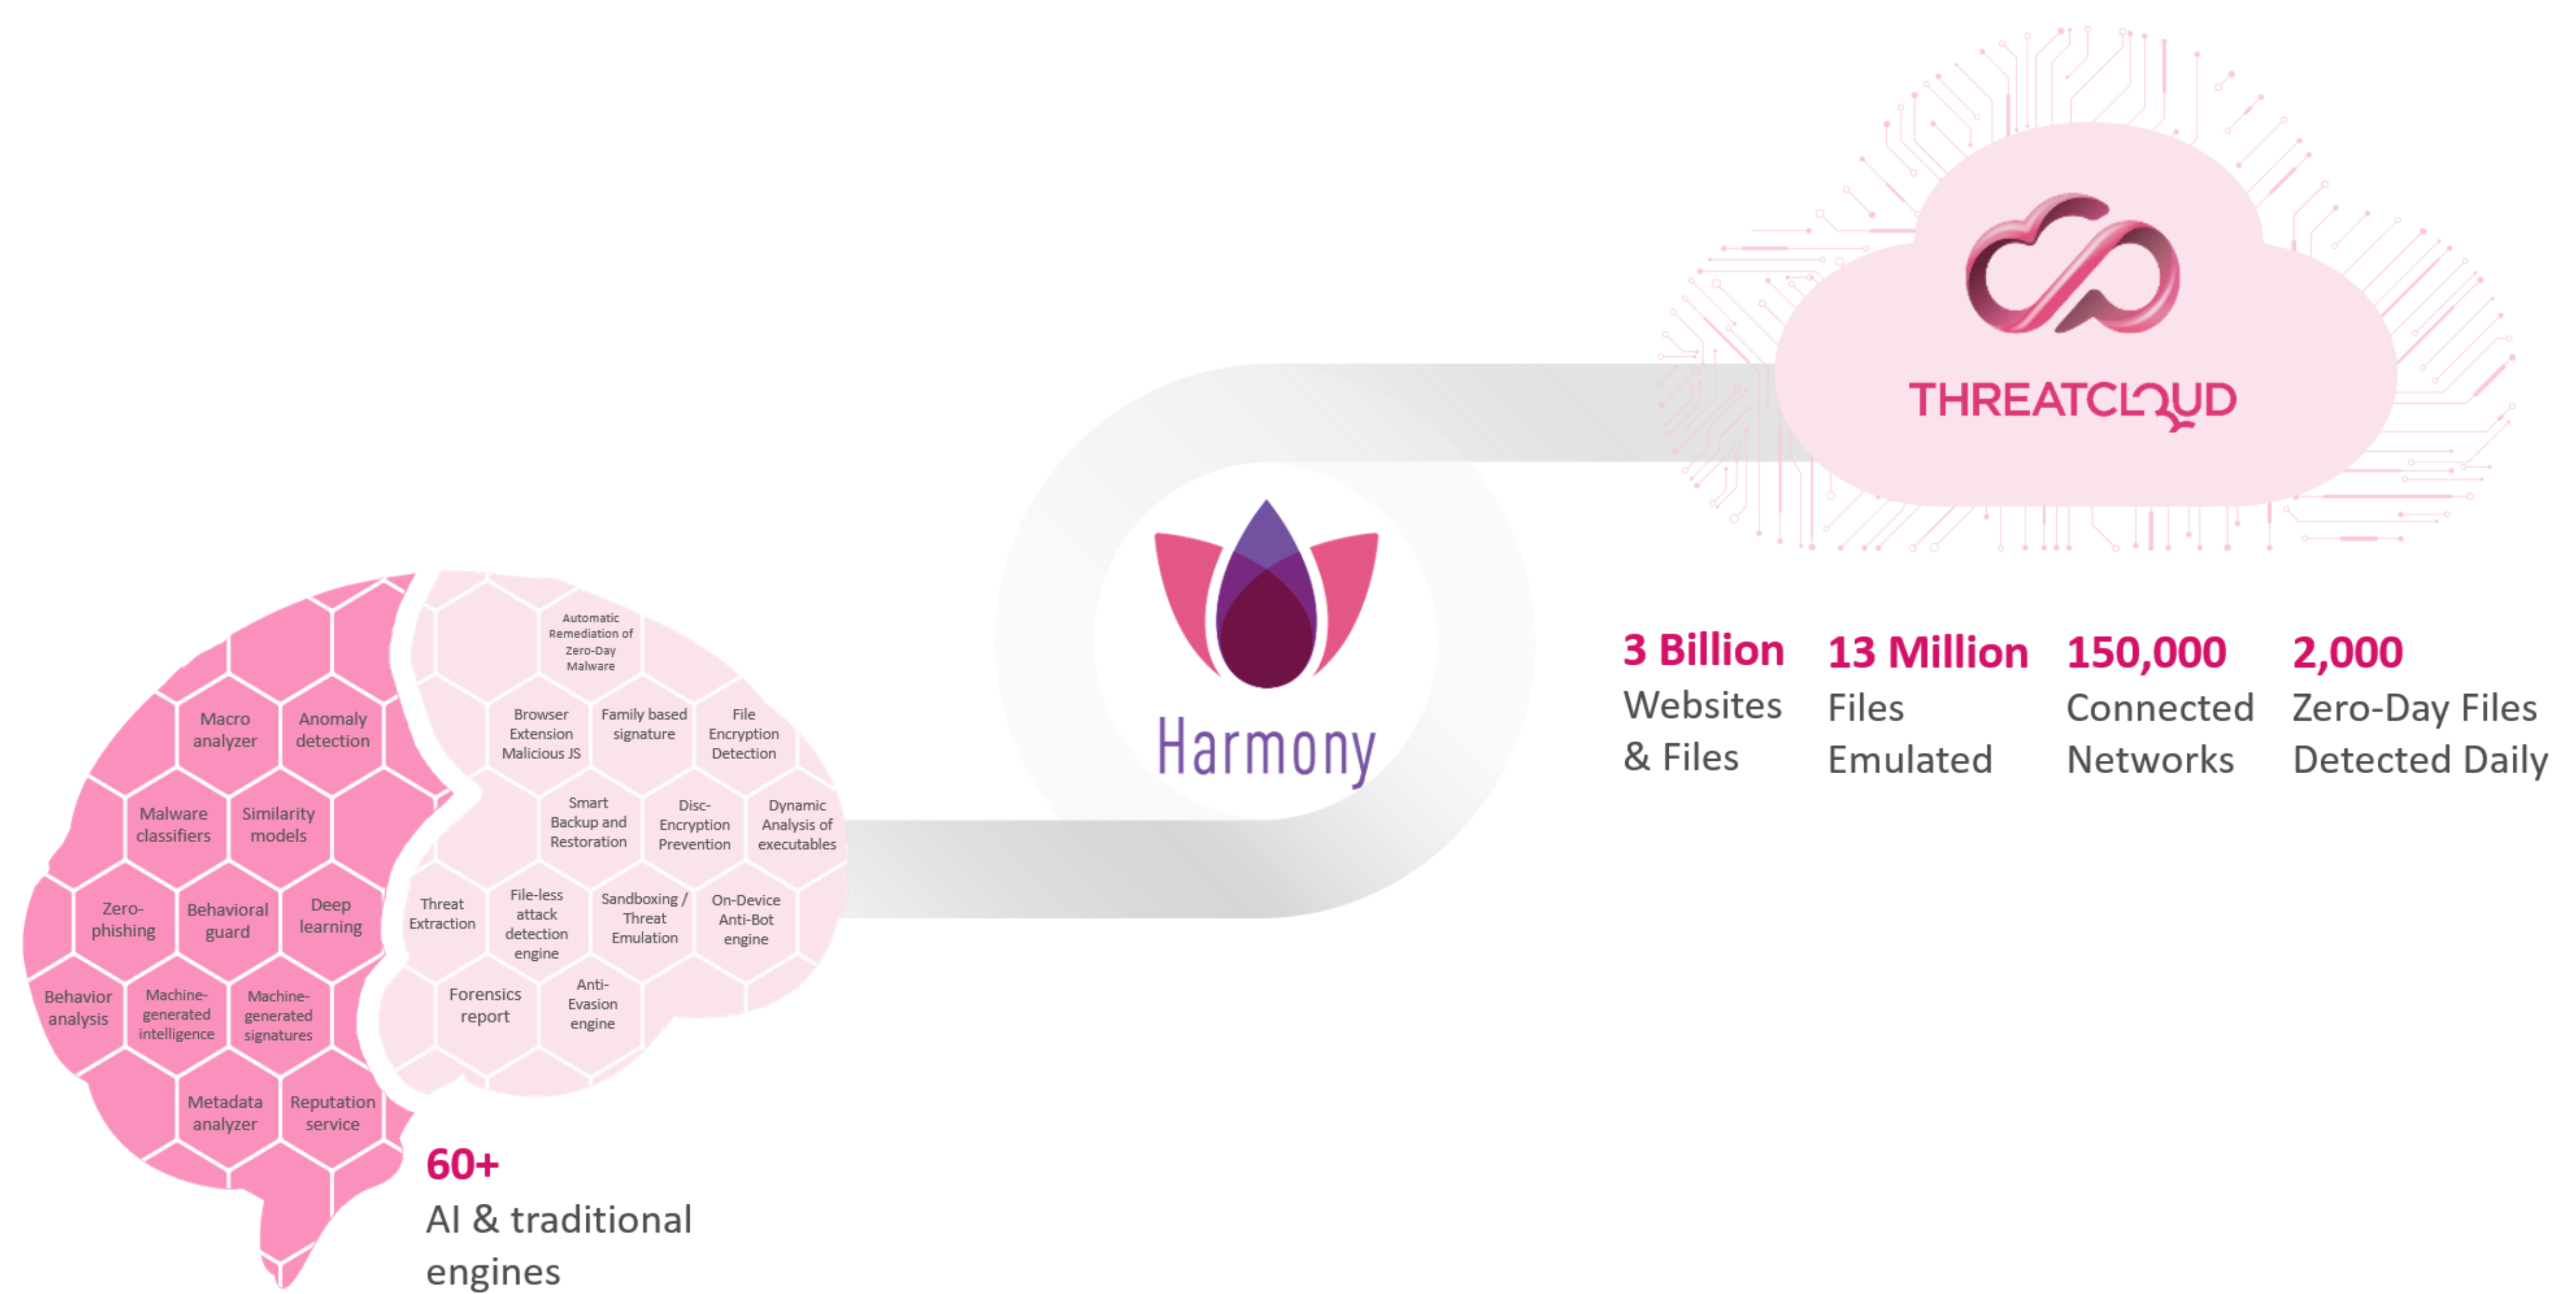 THREATCLOUD
Harmony
3 Billion
Websites
& Files
13 Million
Files
Emulated
150,000
Connected
Networks
2,000
Zero-Day Files
Detected Daily
Macro
analyzer
Anomaly
detection
Malware
classifiers
Similarity
models
Zero-
phishing
Behavioral
guard
Deep
learning
Behavior
analysis
Machine-
generated
intelligence
Machine-
generated
signatures
Metadata
analyzer
Reputation
service
Automatic
Remediation of
Zero-Day
Malware
Browser
Extension
Malicious JS
Family based
signature
File
Encryption
Detection
Smart
Backup and
Restoration
Disc-
Encryption
Prevention
Dynamic
Analysis of
executables
Threat
Extraction
File-less
attack
detection
engine
Sandboxing /
Threat
Emulation
On-Device
Anti-Bot
engine
Forensics
report
Anti-
Evasion
engine
60+
AI & traditional
engines